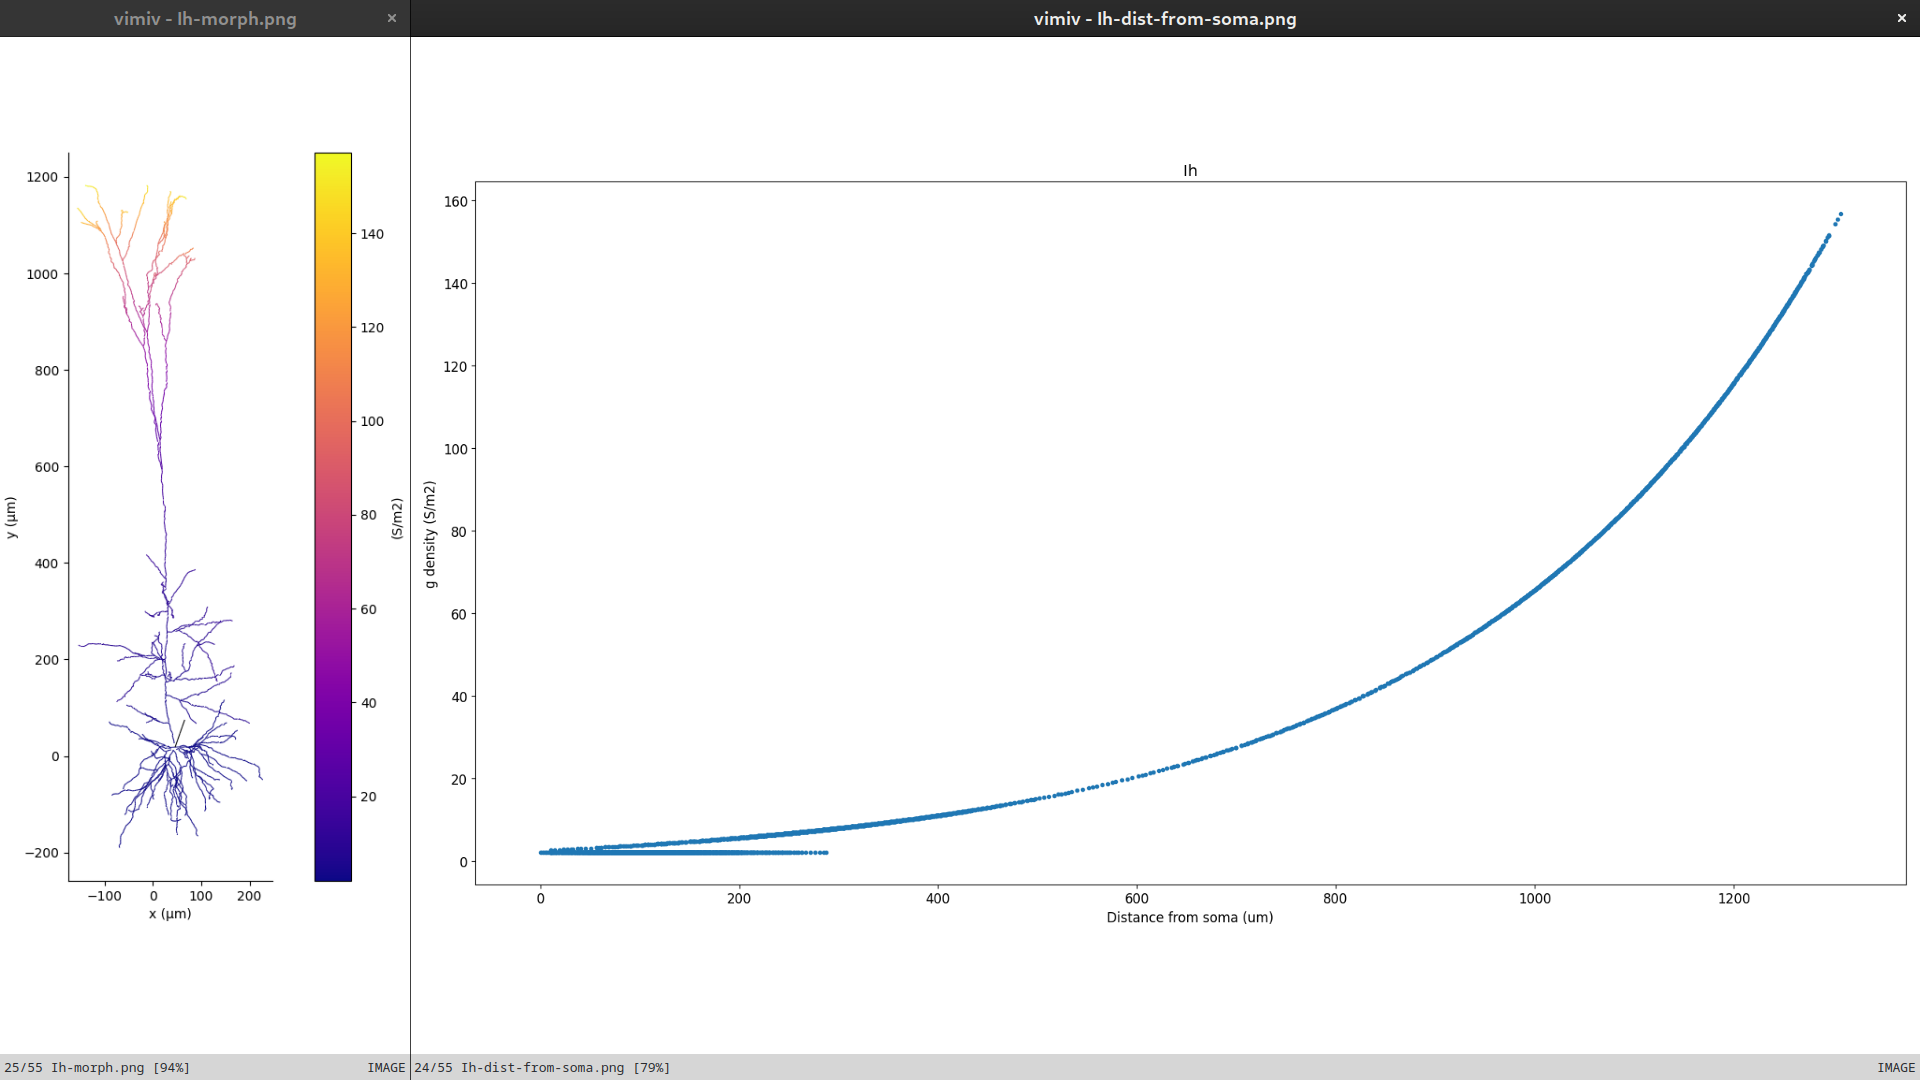 vimiv - Ih-morph.png ×
1200
1000
800
600
400
200
0
−200
y (μm)
−100 0 100 200
x (μm)
140
120
100
80
60
40
20
(S/m2)
25/55 Ih-morph.png [94%] IMAGE
vimiv - Ih-dist-from-soma.png ×
Ih
160
140
120
100
80
60
40
20
0
g density (S/m2)
0 200 400 600 800 1000 1200
Distance from soma (um)
24/55 Ih-dist-from-soma.png [79%] IMAGE